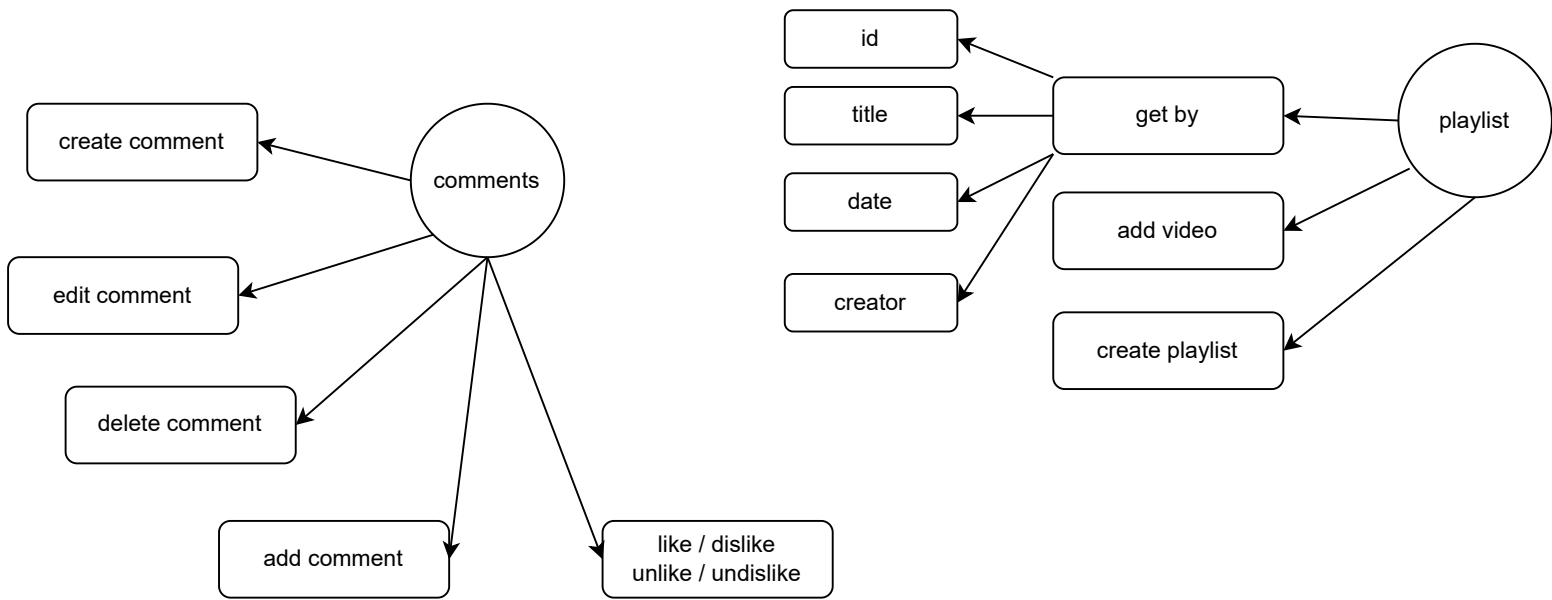 comments
create comment
edit comment
delete comment
add comment
like / dislike
unlike / undislike
playlist
get by
id
title
date
creator
add video
create playlist